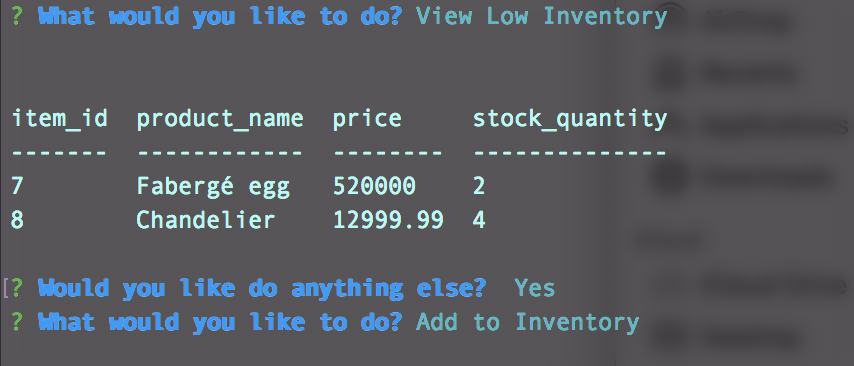 ? What would you like to do? View Low Inventory
item_id product_name price stock_quantity
------- ------------ -------- --------------
7 Fabergé egg 520000 2
8 Chandelier 12999.99 4
[? Would you like do anything else? Yes
? What would you like to do? Add to Inventory